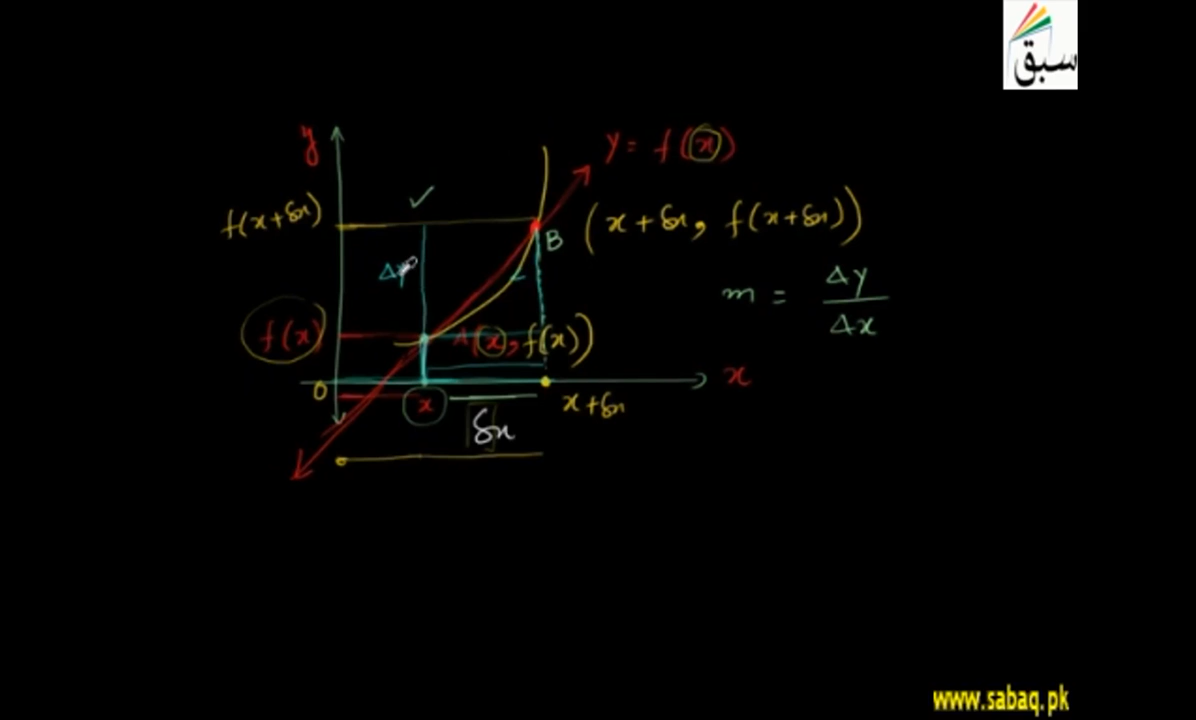 سبق
y
y = f(x)
f(x+δx)
B (x+δx, f(x+δx))
Δy
m = Δy/Δx
f(x)
A(x, f(x))
x
0
x
x+δx
δx
www.sabaq.pk